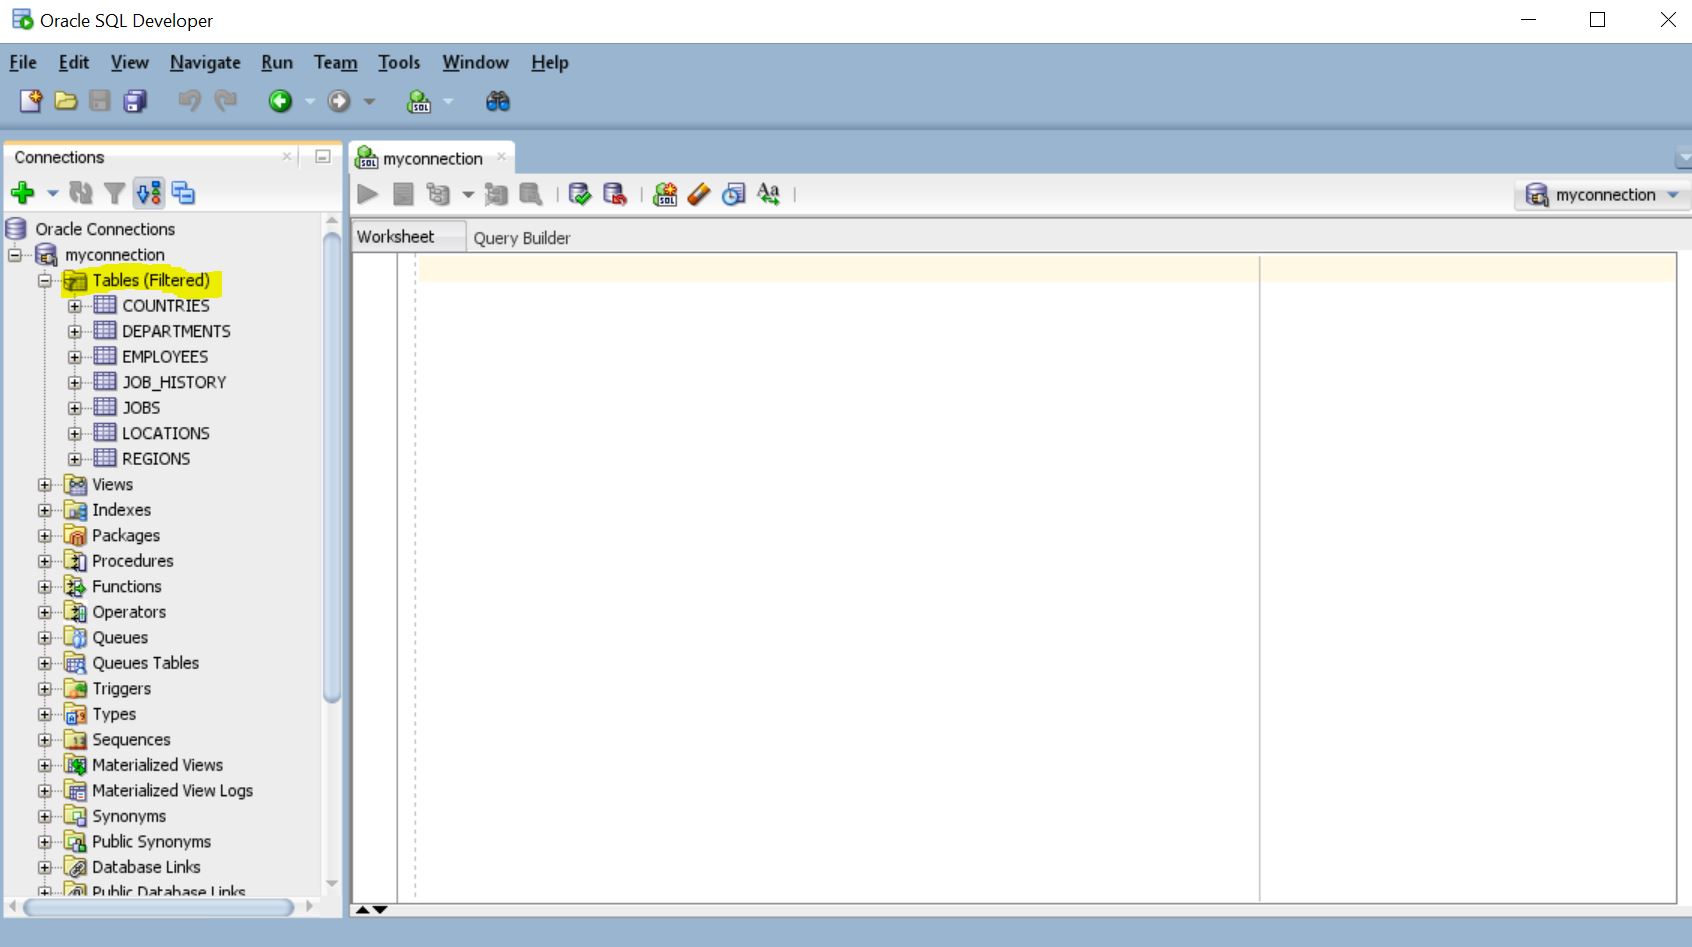 Oracle SQL Developer
File Edit View Navigate Run Team Tools Window Help
Connections
myconnection
myconnection
Oracle Connections
myconnection
Tables (Filtered)
COUNTRIES
DEPARTMENTS
EMPLOYEES
JOB_HISTORY
JOBS
LOCATIONS
REGIONS
Views
Indexes
Packages
Procedures
Functions
Operators
Queues
Queues Tables
Triggers
Types
Sequences
Materialized Views
Materialized View Logs
Synonyms
Public Synonyms
Database Links
Public Database Links
Worksheet Query Builder